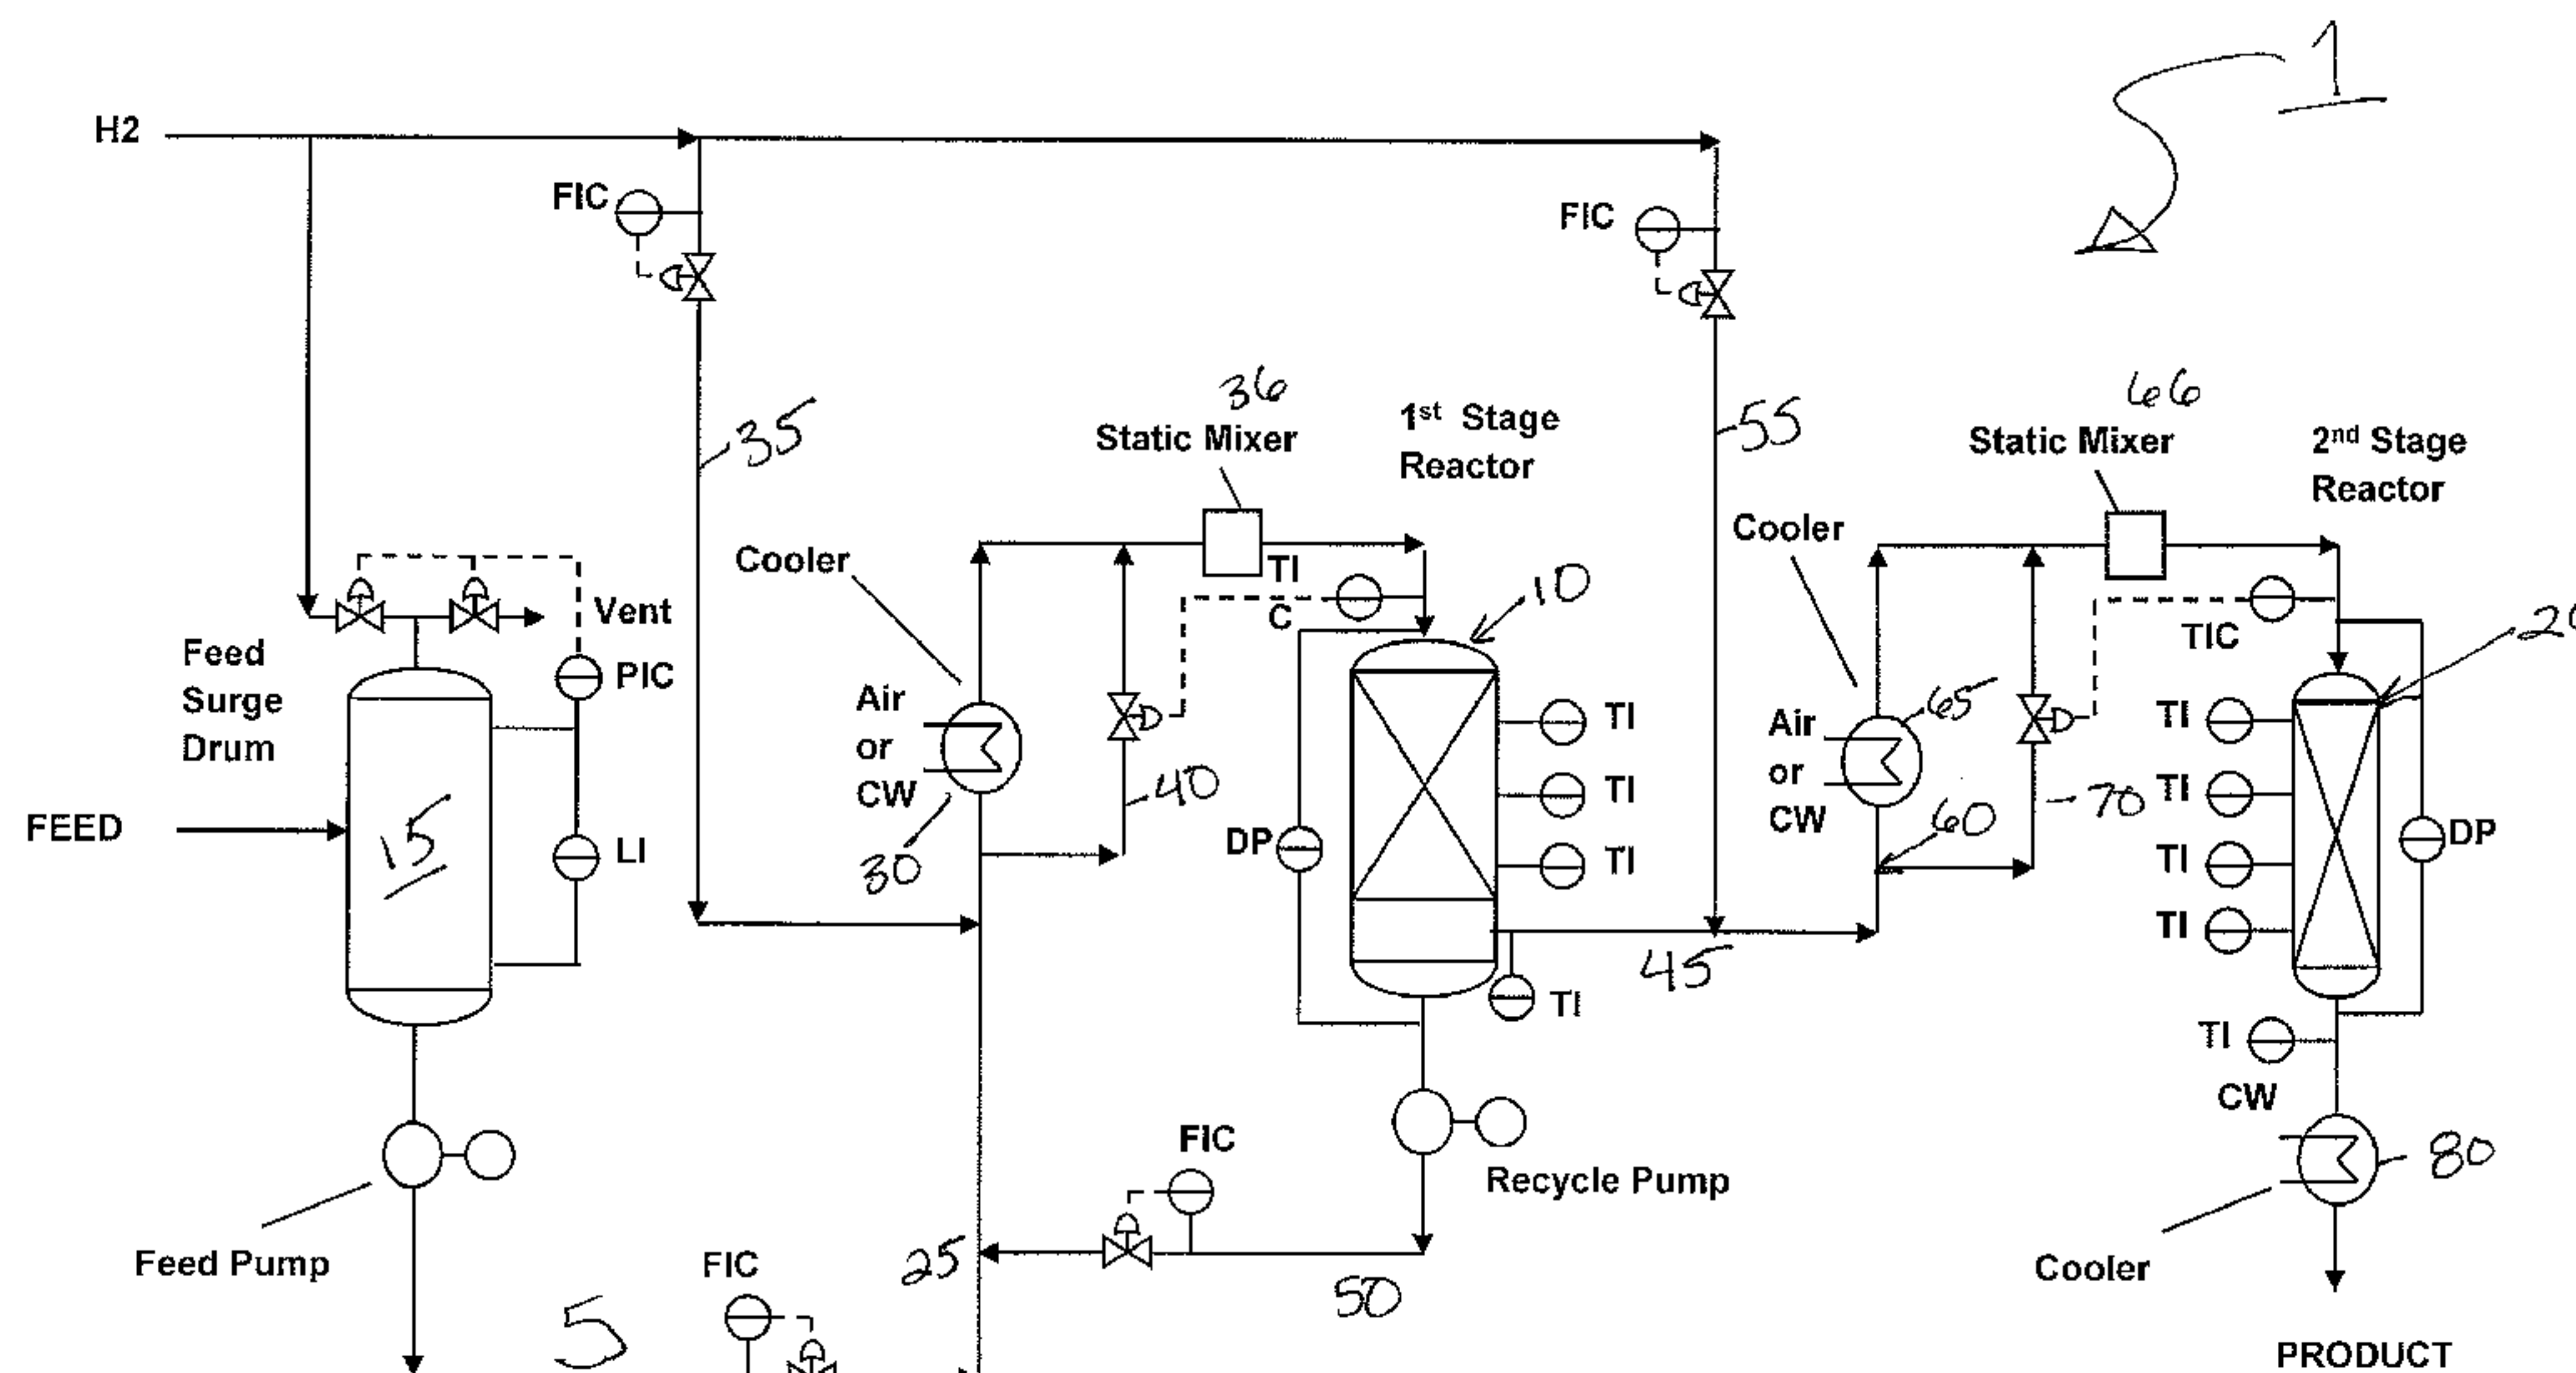 1
H2
FIC
FIC
35
36
Static Mixer
1st Stage
Reactor
55
66
Static Mixer
2nd Stage
Reactor
Cooler
Cooler
Vent
TI
C
10
TIC
Feed
Surge
Drum
PIC
Air
or
CW
30
40
TI
TI
TI
DP
65
Air
or
CW
60
70
TI
TI
TI
TI
DP
FEED
15
LI
45
TI
TI
CW
80
Feed Pump
FIC
Recycle Pump
25
50
Cooler
5
FIC
PRODUCT